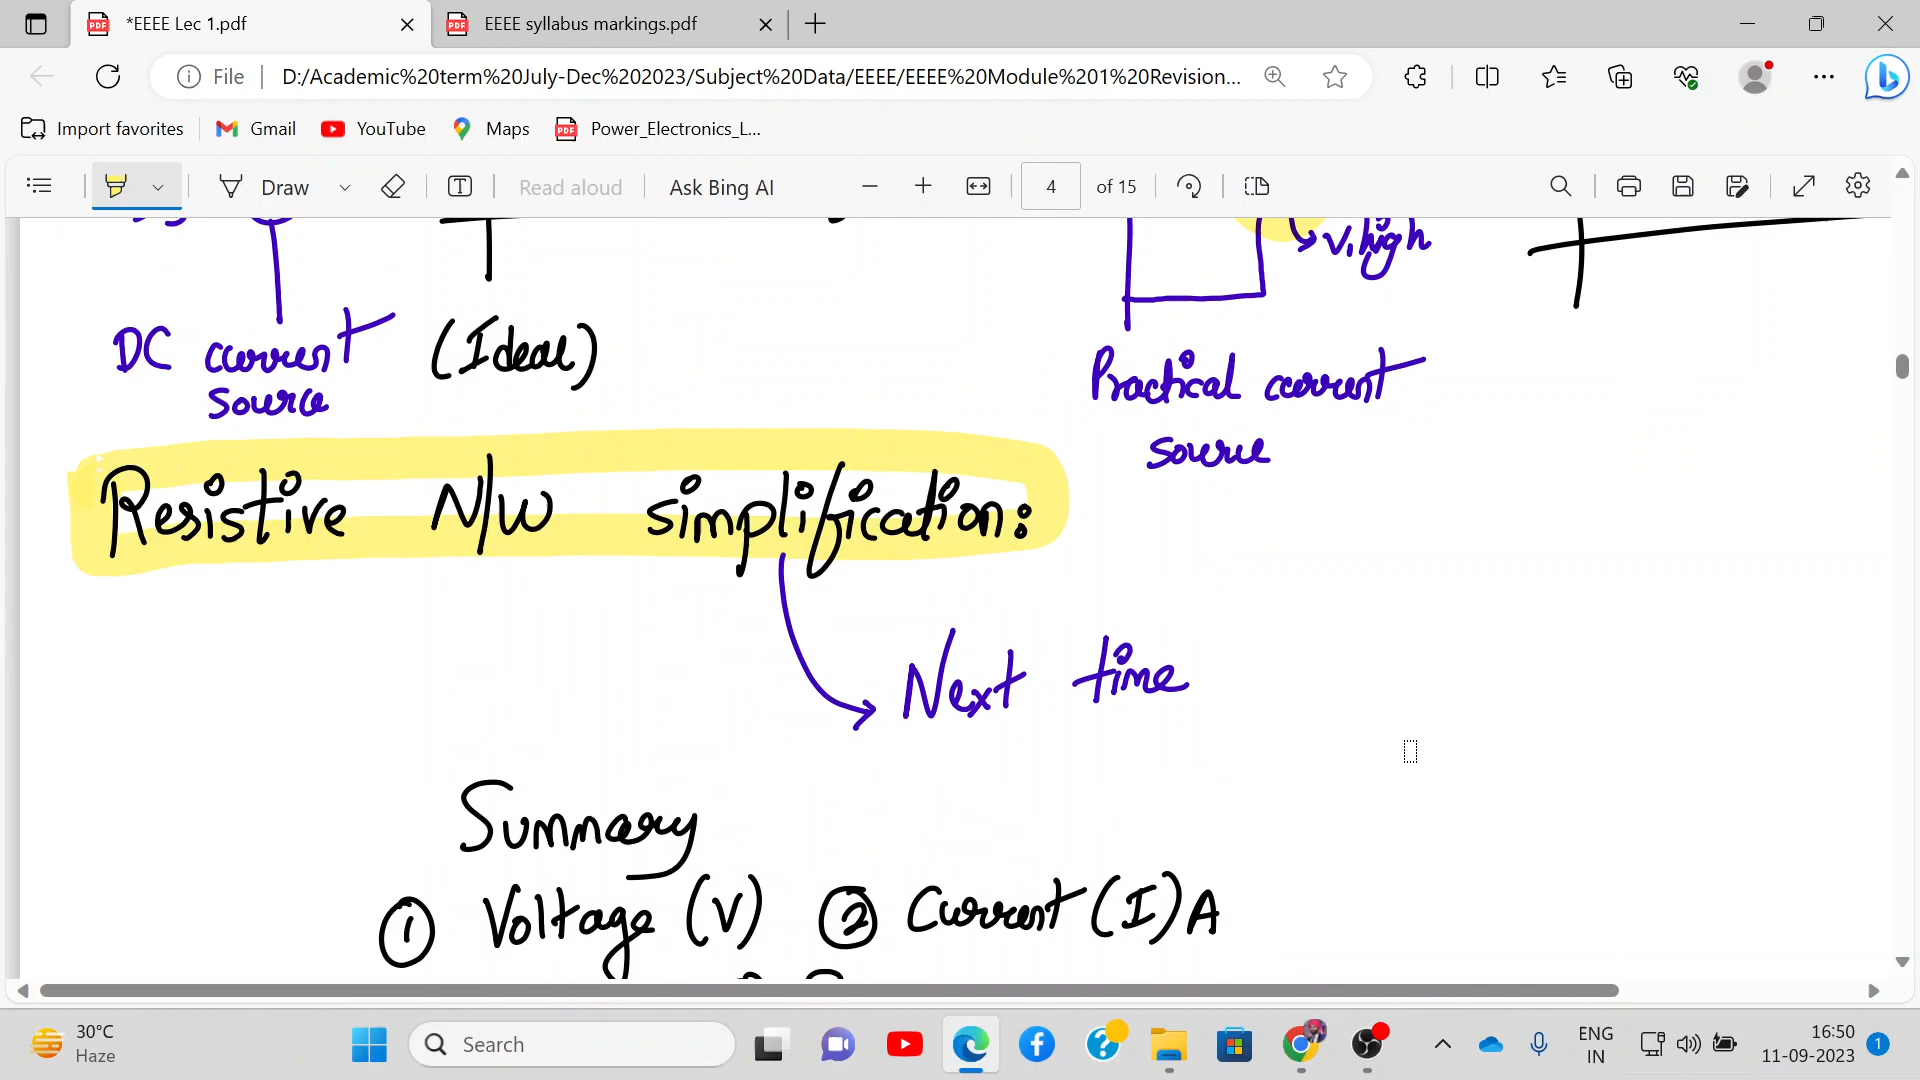 *EEEE Lec 1.pdf
EEEE syllabus markings.pdf
File
D:/Academic%20term%20July-Dec%202023/Subject%20Data/EEEE/EEEE%20Module%201%20Revision...
Import favorites
Gmail
YouTube
Maps
Power_Electronics_L...
Draw
Read aloud
Ask Bing AI
4
of 15
V.high
DC current
source
(Ideal)
Practical current
source
Resistive N/W simplification:
Next time
Summary
① Voltage (V) ② Current (I) A
30°C
Haze
Search
ENG
IN
16:50
11-09-2023
1